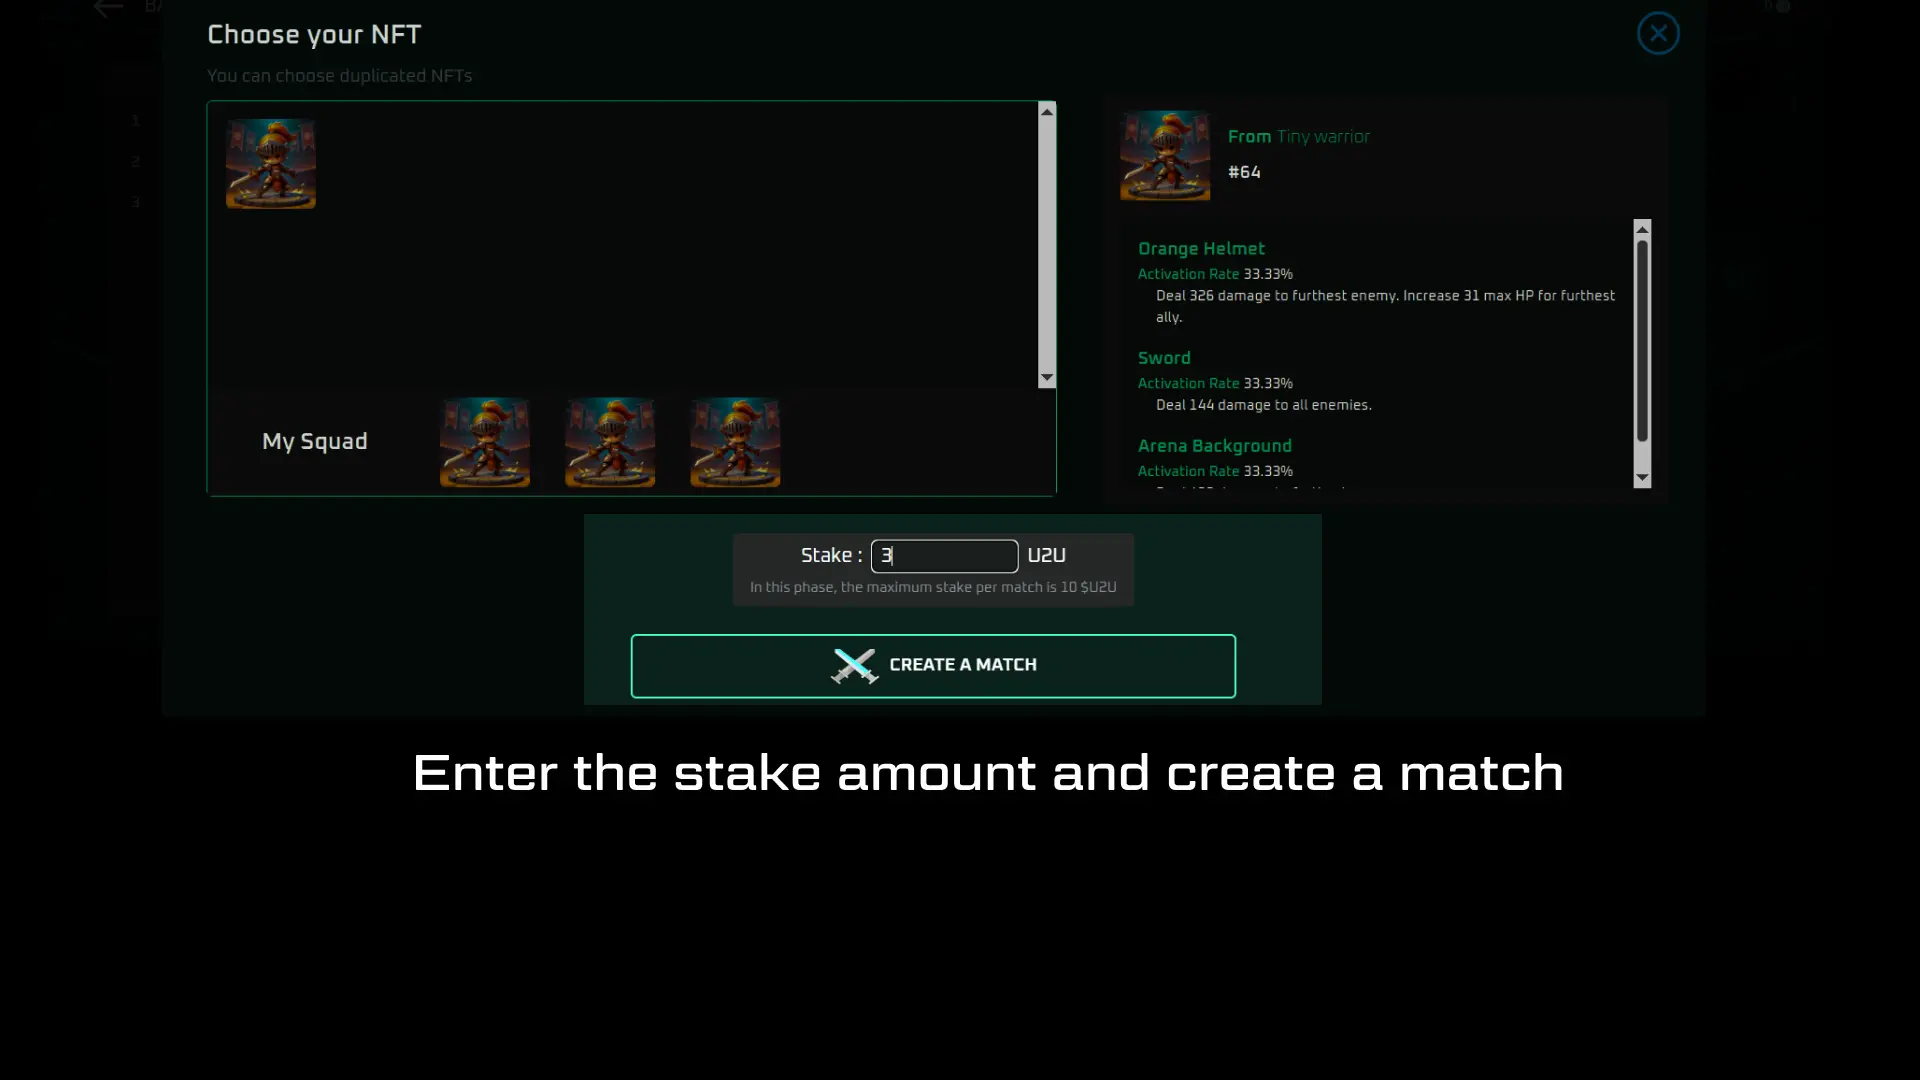 Choose your NFT
You can choose duplicated NFTs
1
2
3
From Tiny warrior
#64
Orange Helmet
Activation Rate 33.33%
Deal 326 damage to furthest enemy. Increase 31 max HP for furthest
ally.
Sword
Activation Rate 33.33%
Deal 144 damage to all enemies.
Arena Background
Activation Rate 33.33%
My Squad
Stake : 3 U2U
In this phase, the maximum stake per match is 10 $U2U
CREATE A MATCH
Enter the stake amount and create a match